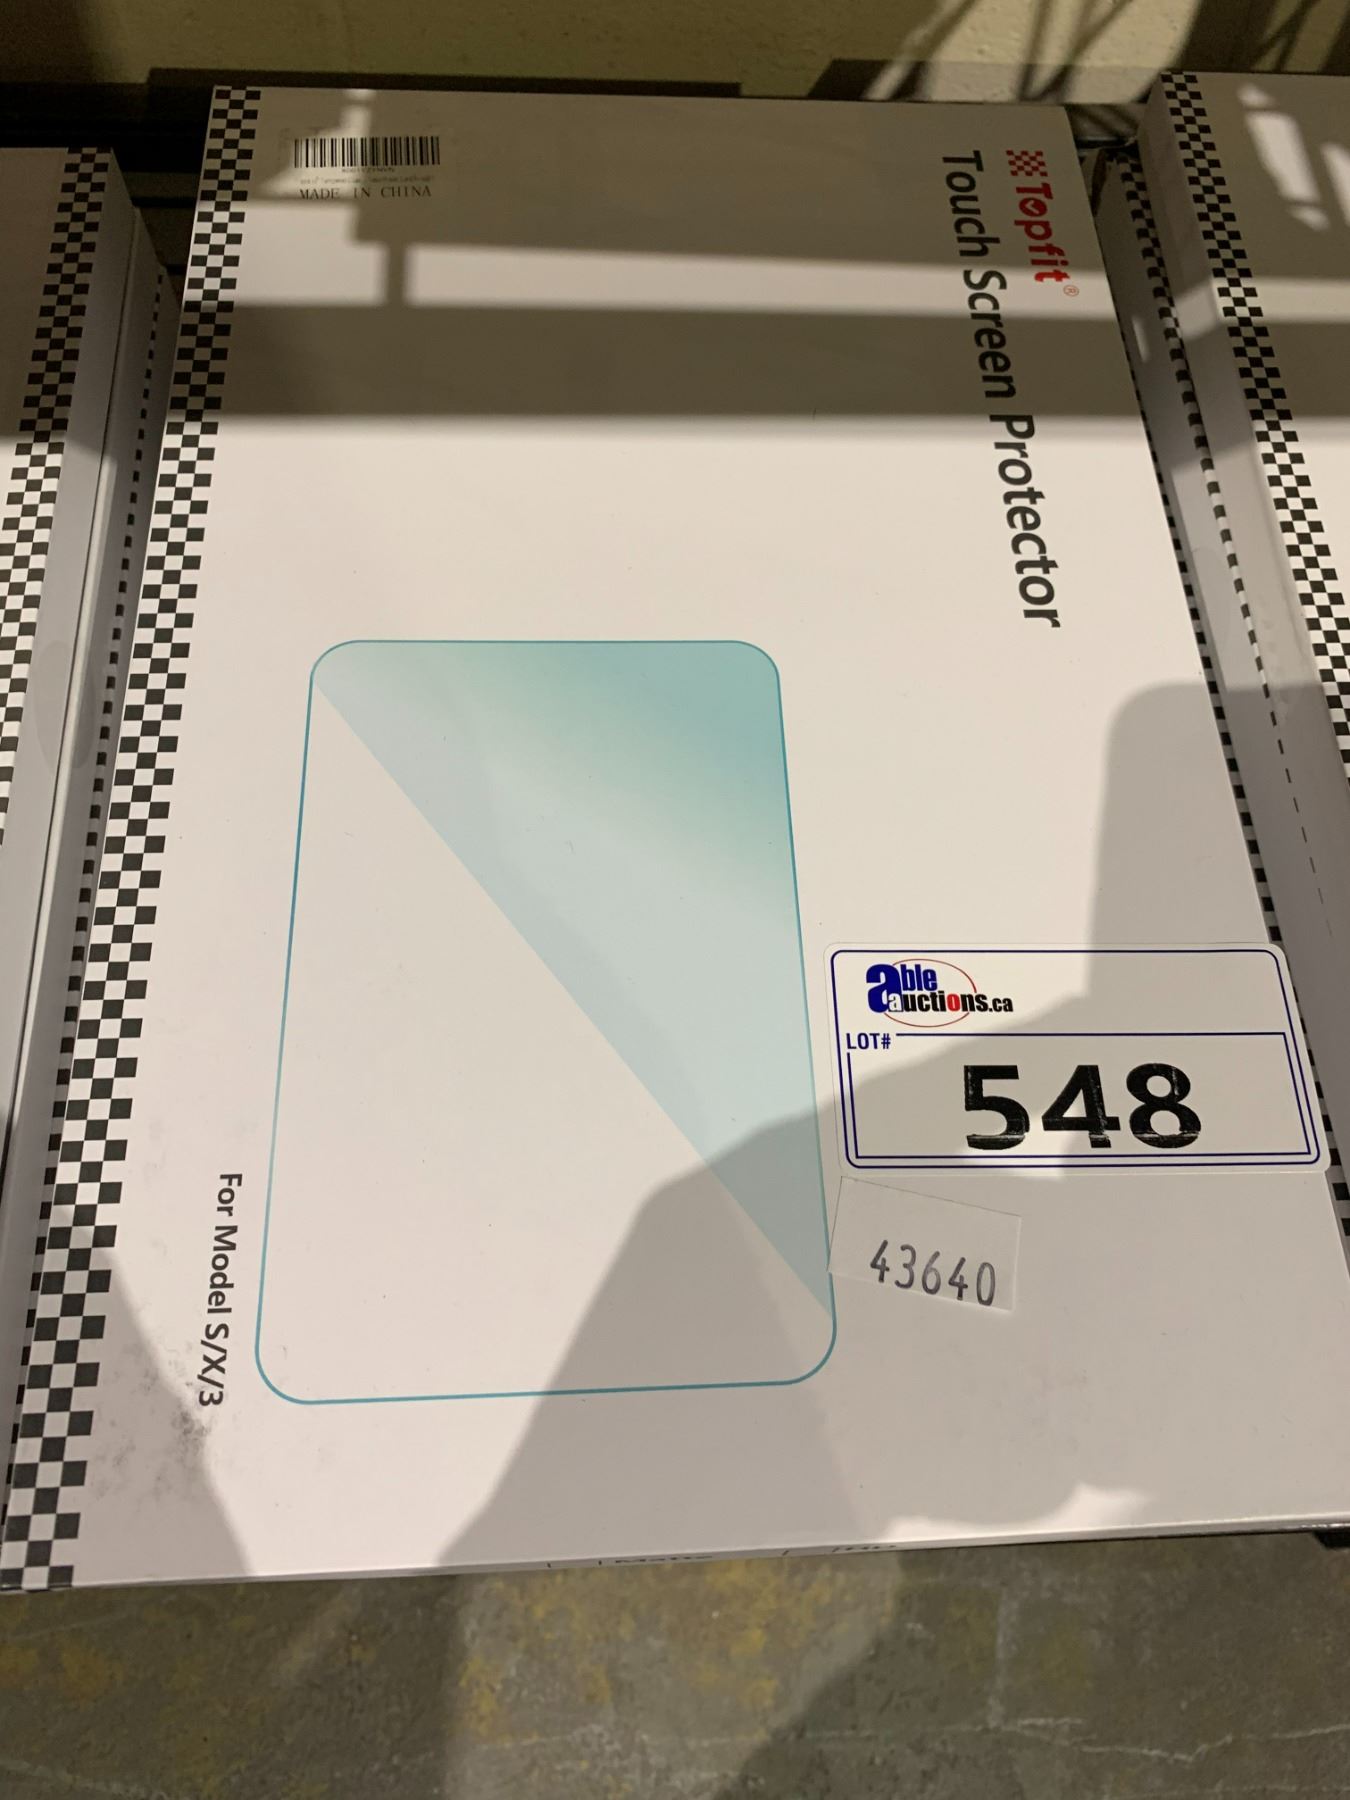 Topfit®
Touch Screen Protector
MADE IN CHINA
For Model S/X/3
able
auctions.ca
LOT#
548
43640